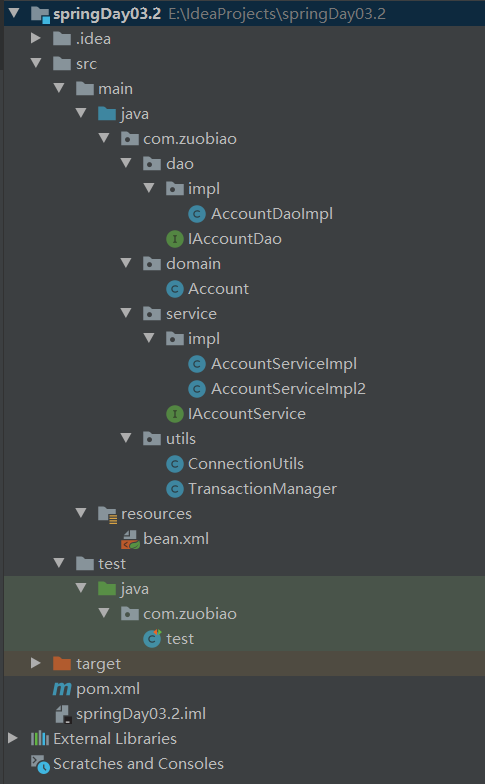 springDay03.2 E:\IdeaProjects\springDay03.2
.idea
src
main
java
com.zuobiao
dao
impl
AccountDaoImpl
IAccountDao
domain
Account
service
impl
AccountServiceImpl
AccountServiceImpl2
IAccountService
utils
ConnectionUtils
TransactionManager
resources
bean.xml
test
java
com.zuobiao
test
target
pom.xml
springDay03.2.iml
External Libraries
Scratches and Consoles